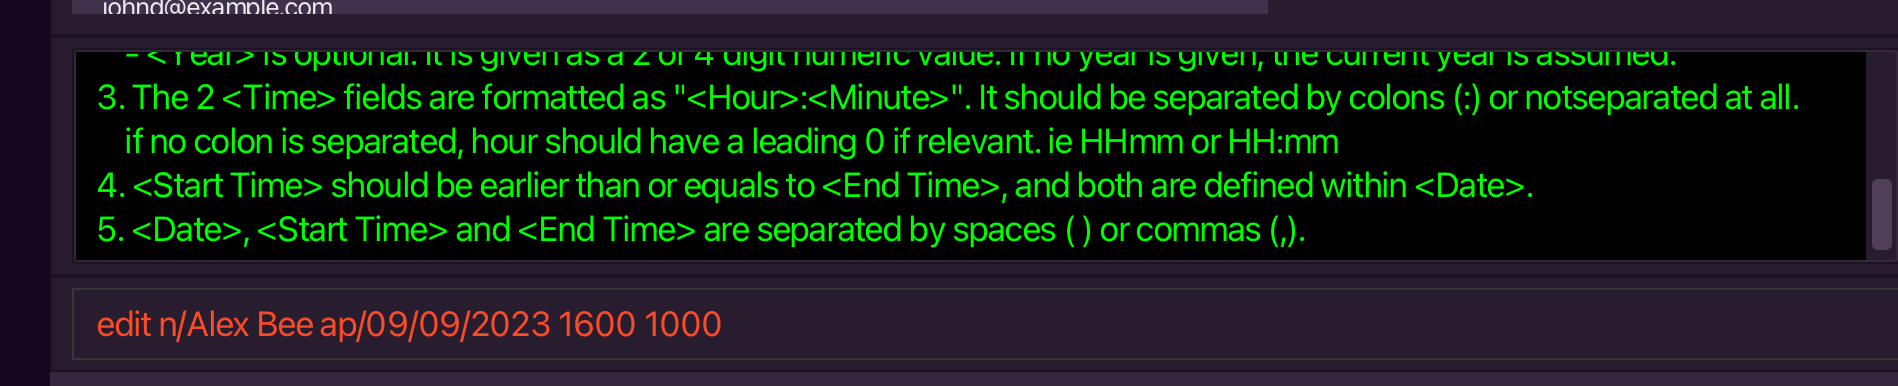 johnd@example.com
- <Year> is optional. It is given as a 2 or 4 digit numeric value. If no year is given, the current year is assumed.
3. The 2 <Time> fields are formatted as "<Hour>:<Minute>". It should be separated by colons (:) or notseparated at all.
if no colon is separated, hour should have a leading 0 if relevant. ie HHmm or HH:mm
4. <Start Time> should be earlier than or equals to <End Time>, and both are defined within <Date>.
5. <Date>, <Start Time> and <End Time> are separated by spaces ( ) or commas (,).
edit n/Alex Bee ap/09/09/2023 1600 1000